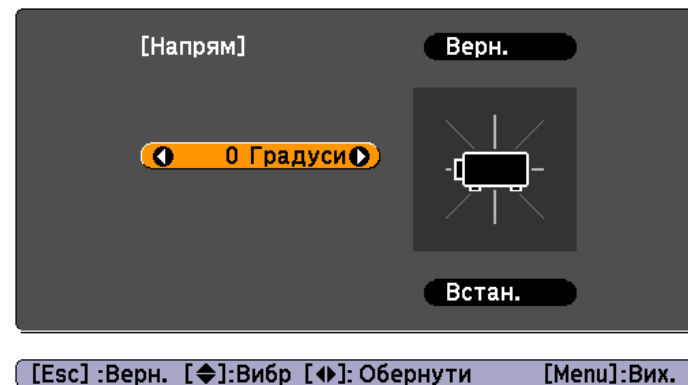 [Напрям]
Верн.
0 Градуси
Встан.
[Esc] :Верн. [◆]:Вибр [◂▸]: Обернути [Menu]:Вих.